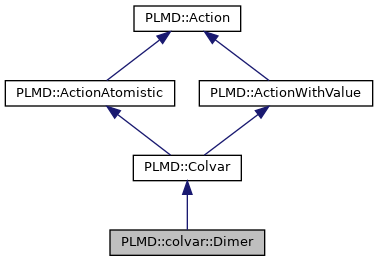 PLMD::Action
PLMD::ActionAtomistic
PLMD::ActionWithValue
PLMD::Colvar
PLMD::colvar::Dimer